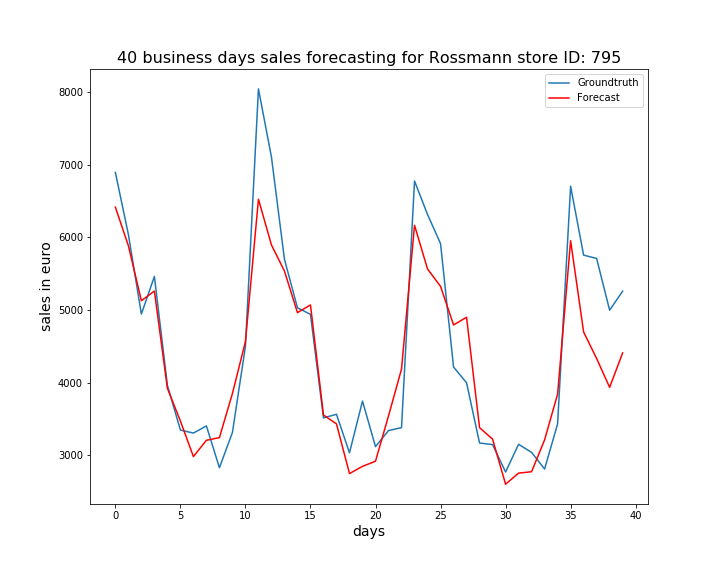 40 business days sales forecasting for Rossmann store ID: 795
Groundtruth
Forecast
8000
7000
6000
5000
4000
3000
sales in euro
0 5 10 15 20 25 30 35 40
days